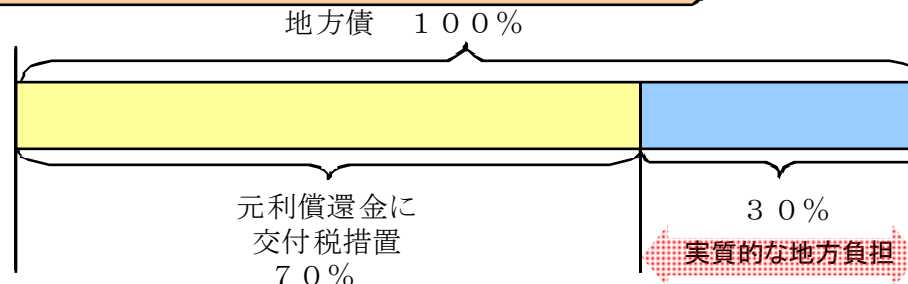 地方債　１００%
元利償還金に
交付税措置
７０%
３０%
実質的な地方負担